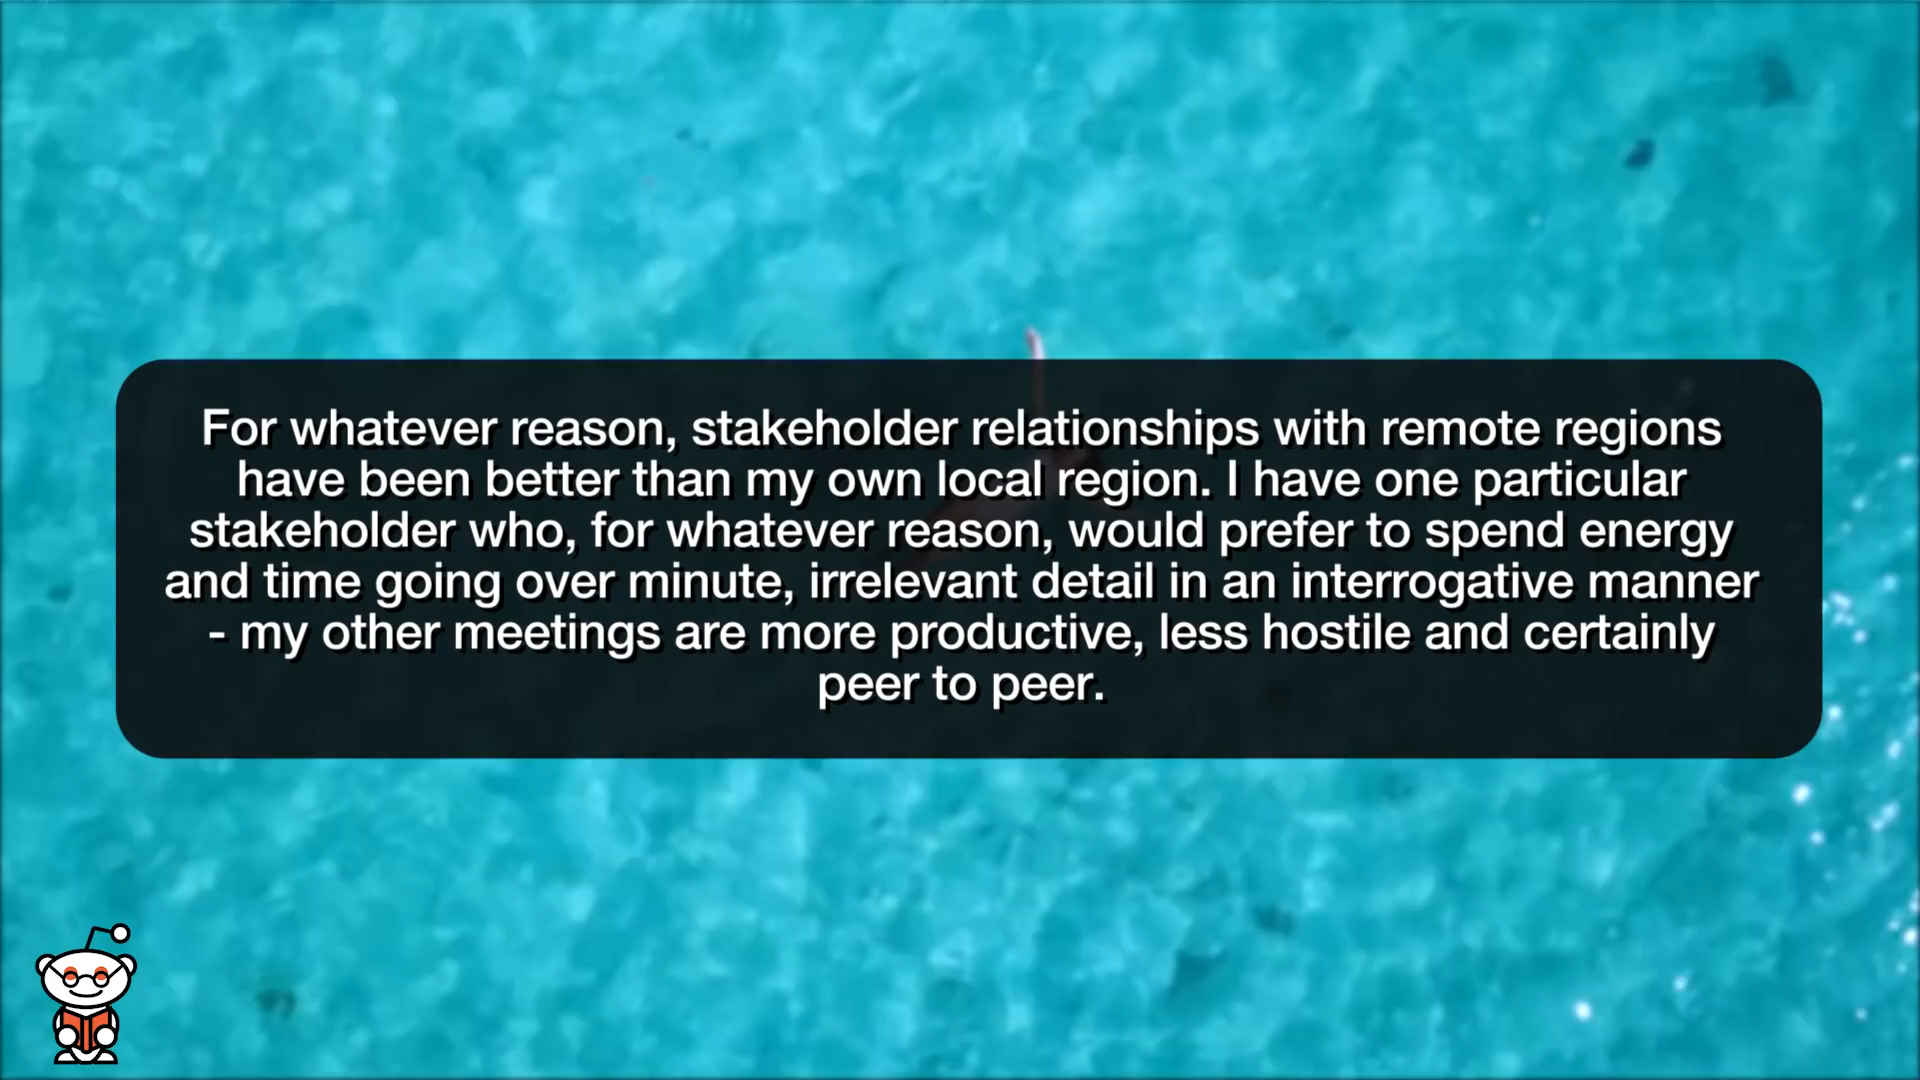 For whatever reason, stakeholder relationships with remote regions
have been better than my own local region. I have one particular
stakeholder who, for whatever reason, would prefer to spend energy
and time going over minute, irrelevant detail in an interrogative manner
- my other meetings are more productive, less hostile and certainly
peer to peer.